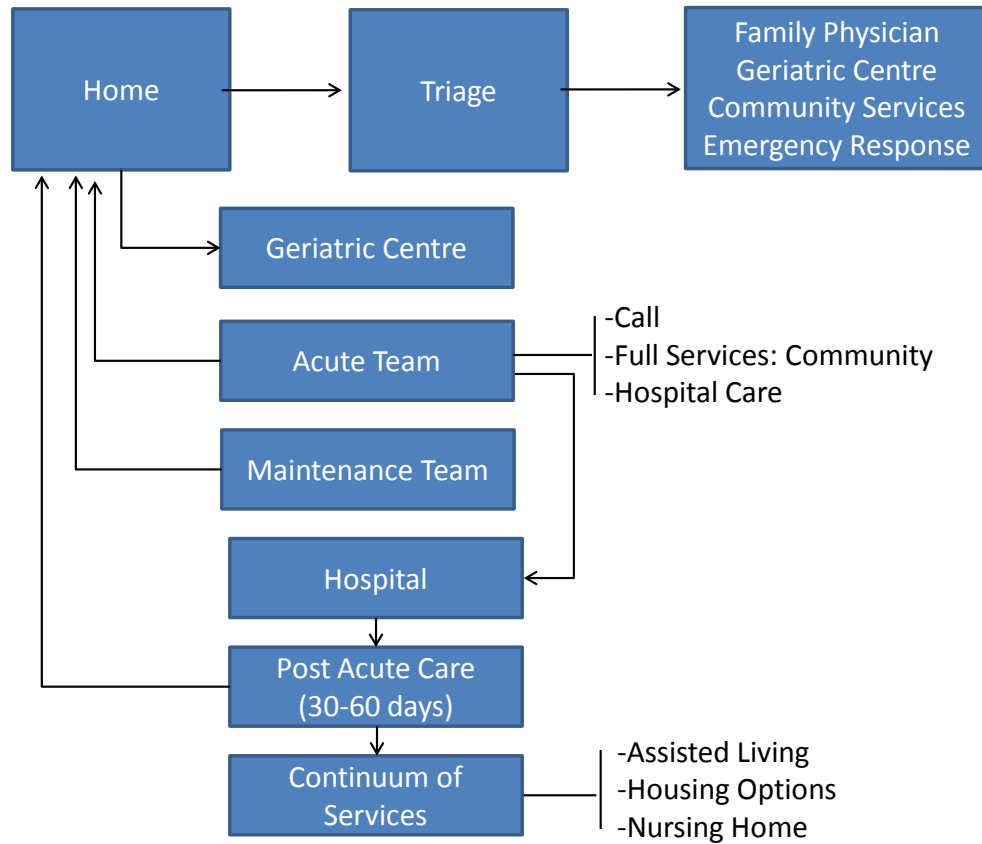 Home
Triage
Family Physician
Geriatric Centre
Community Services
Emergency Response
Geriatric Centre
Acute Team
-Call
-Full Services: Community
-Hospital Care
Maintenance Team
Hospital
Post Acute Care
(30-60 days)
Continuum of
Services
-Assisted Living
-Housing Options
-Nursing Home